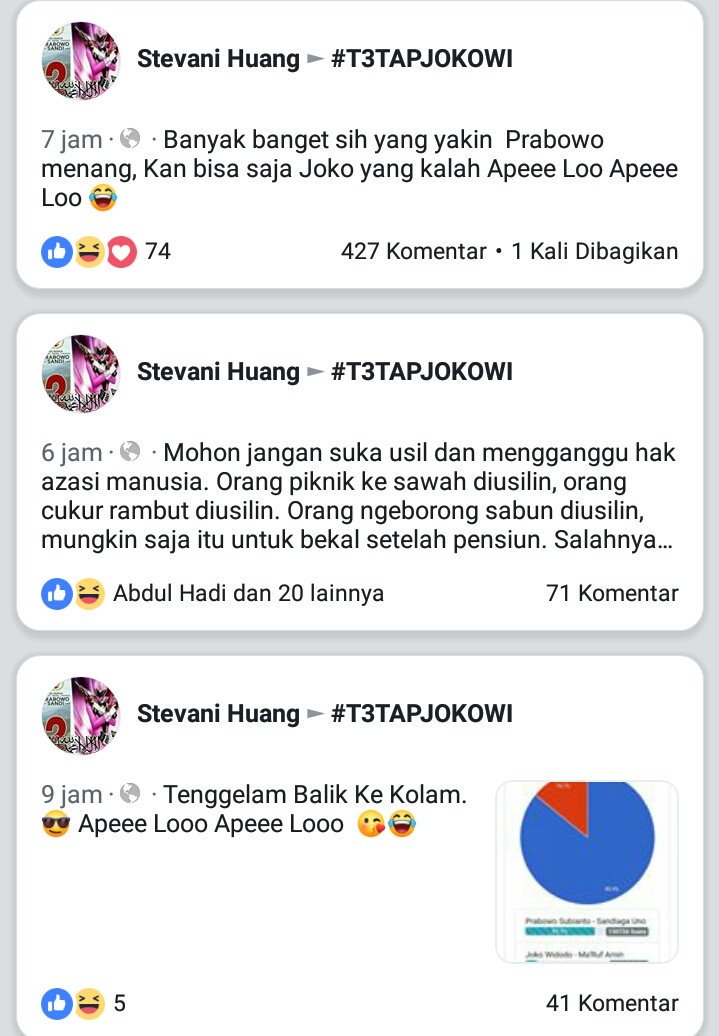 Stevani Huang ► #T3TAPJOKOWI
7 jam · · Banyak banget sih yang yakin Prabowo
menang, Kan bisa saja Joko yang kalah Apeee Loo Apeee
Loo 😂
74
427 Komentar • 1 Kali Dibagikan
PRABOWO
SANDI
2
Stevani Huang ► #T3TAPJOKOWI
6 jam · · Mohon jangan suka usil dan mengganggu hak
azasi manusia. Orang piknik ke sawah diusilin, orang
cukur rambut diusilin. Orang ngeborong sabun diusilin,
mungkin saja itu untuk bekal setelah pensiun. Salahnya...
Abdul Hadi dan 20 lainnya
71 Komentar
Stevani Huang ► #T3TAPJOKOWI
9 jam · · Tenggelam Balik Ke Kolam.
😎 Apeee Looo Apeee Looo 😘😂
Prabowo Subianto - Sandiaga Uno
Joko Widodo - Ma'Ruf Amin
5
41 Komentar